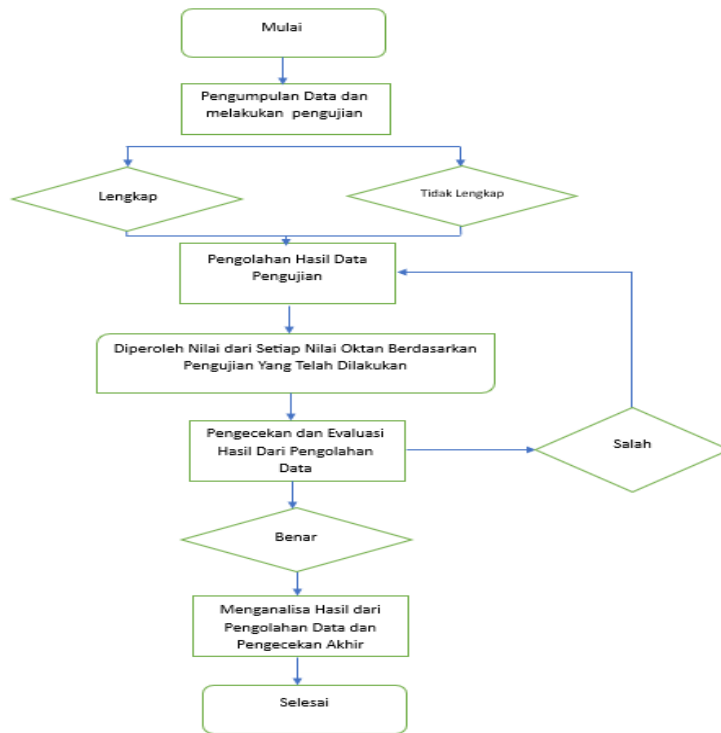 Mulai
Pengumpulan Data dan
melakukan pengujian
Lengkap
Tidak Lengkap
Pengolahan Hasil Data
Pengujian
Diperoleh Nilai dari Setiap Nilai Oktan Berdasarkan
Pengujian Yang Telah Dilakukan
Pengecekan dan Evaluasi
Hasil Dari Pengolahan
Data
Salah
Benar
Menganalisa Hasil dari
Pengolahan Data dan
Pengecekan Akhir
Selesai